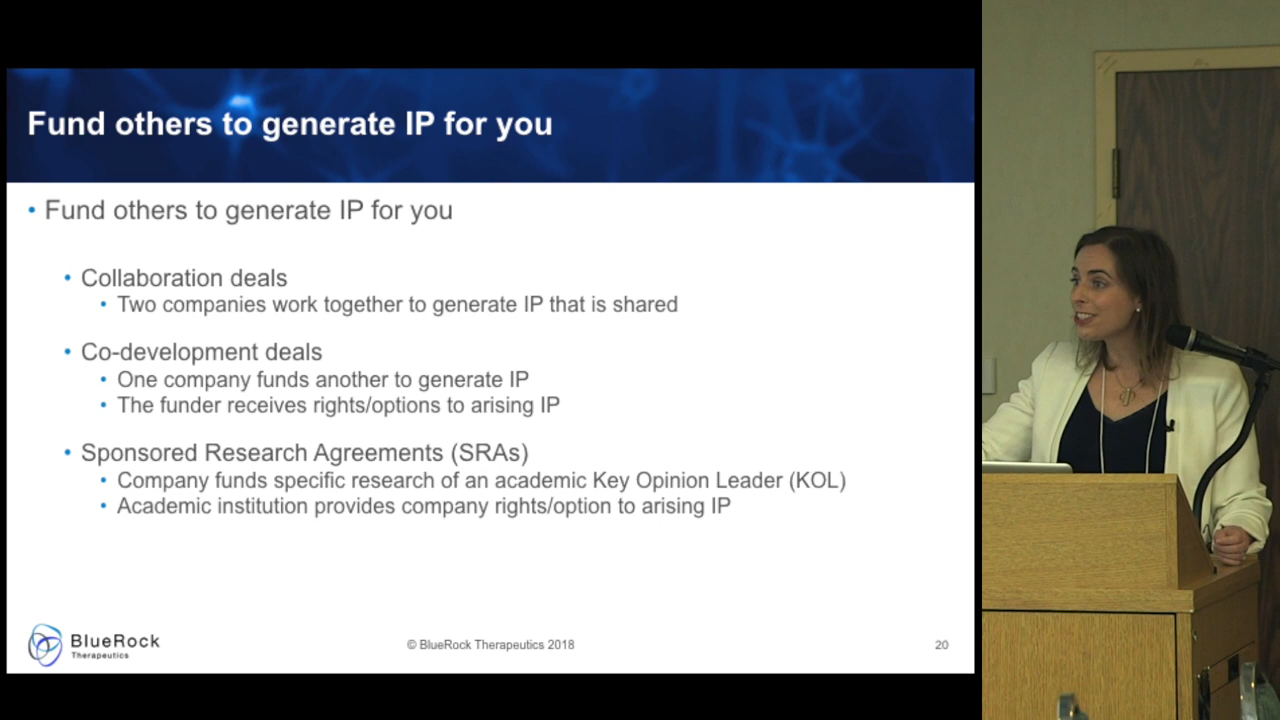 Fund others to generate IP for you
• Fund others to generate IP for you
• Collaboration deals
• Two companies work together to generate IP that is shared
• Co-development deals
• One company funds another to generate IP
• The funder receives rights/options to arising IP
• Sponsored Research Agreements (SRAs)
• Company funds specific research of an academic Key Opinion Leader (KOL)
• Academic institution provides company rights/option to arising IP
BlueRock
Therapeutics
© BlueRock Therapeutics 2018
20